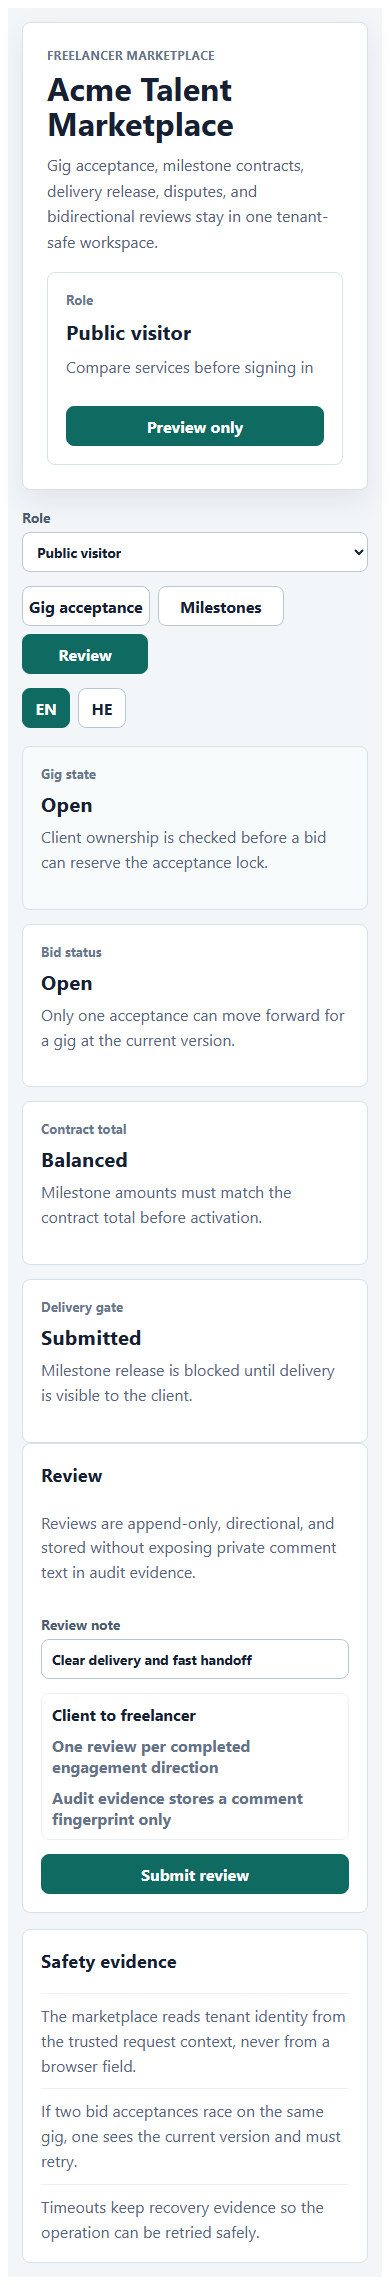 FREELANCER MARKETPLACE
Acme Talent
Marketplace
Gig acceptance, milestone contracts,
delivery release, disputes, and
bidirectional reviews stay in one tenant-
safe workspace.
Role
Public visitor
Compare services before signing in
Preview only
Role
Public visitor
Gig acceptance
Milestones
Review
EN
HE
Gig state
Open
Client ownership is checked before a bid
can reserve the acceptance lock.
Bid status
Open
Only one acceptance can move forward for
a gig at the current version.
Contract total
Balanced
Milestone amounts must match the
contract total before activation.
Delivery gate
Submitted
Milestone release is blocked until delivery
is visible to the client.
Review
Reviews are append-only, directional, and
stored without exposing private comment
text in audit evidence.
Review note
Clear delivery and fast handoff
Client to freelancer
One review per completed
engagement direction
Audit evidence stores a comment
fingerprint only
Submit review
Safety evidence
The marketplace reads tenant identity from
the trusted request context, never from a
browser field.
If two bid acceptances race on the same
gig, one sees the current version and must
retry.
Timeouts keep recovery evidence so the
operation can be retried safely.